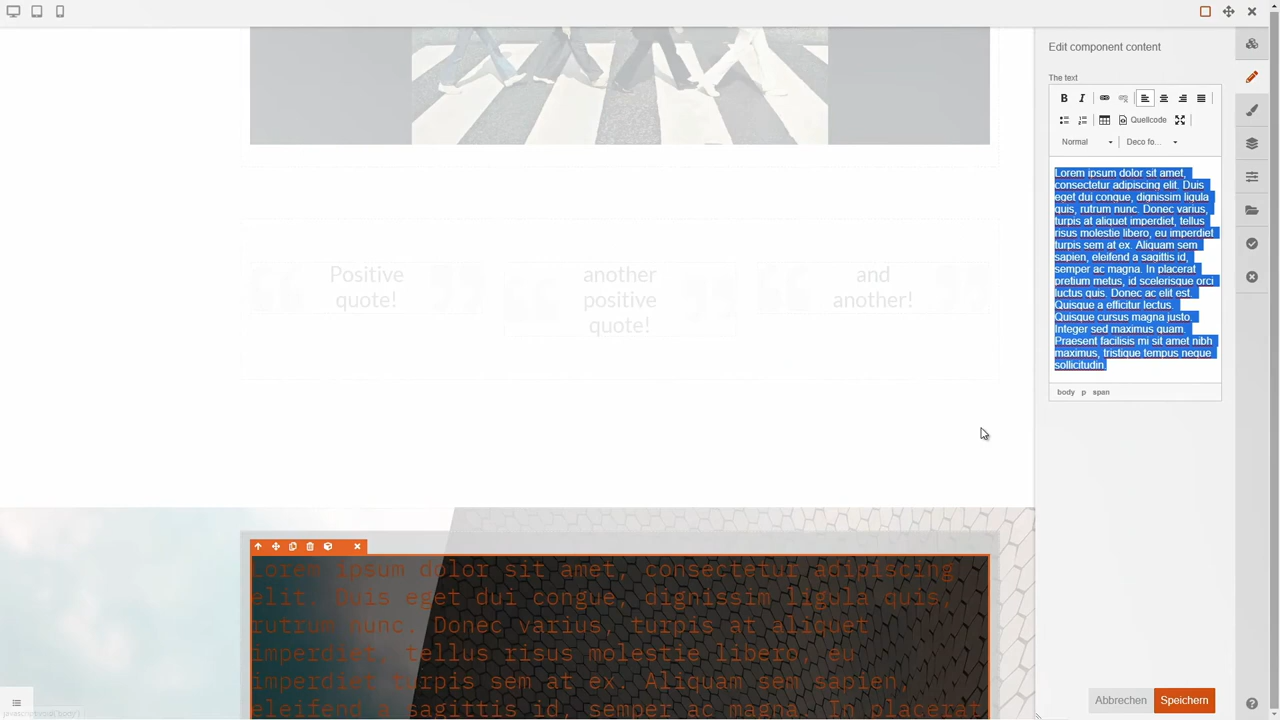 Edit component content
The text
B I
Quellcode
Normal Deco fo...
Lorem ipsum dolor sit amet,
consectetur adipiscing elit. Duis
eget dui congue, dignissim ligula
quis, rutrum nunc. Donec varius,
turpis at aliquet imperdiet, tellus
risus molestie libero, eu imperdiet
turpis sem at ex. Aliquam sem
sapien, eleifend a sagittis id,
semper ac magna. In placerat
pretium metus, id scelerisque orci
luctus quis. Donec ac elit est.
Quisque a efficitur lectus.
Quisque cursus magna justo.
Integer sed maximus quam.
Praesent facilisis mi sit amet nibh
maximus, tristique tempus neque
sollicitudin.
body p span
Positive
quote!
another
positive
quote!
and
another!
Lorem ipsum dolor sit amet, consectetur adipiscing
elit. Duis eget dui congue, dignissim ligula quis,
rutrum nunc. Donec varius, turpis at aliquet
imperdiet, tellus risus molestie libero, eu
imperdiet turpis sem at ex. Aliquam sem sapien,
eleifend a sagittis id, semper ac magna. In placerat
Abbrechen Speichern
javascript:void('body')